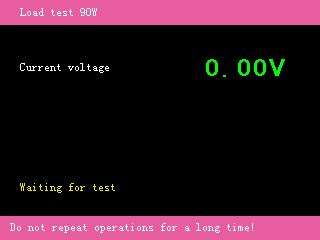 Load test 90W
Current voltage
0.00V
Waiting for test
Do not repeat operations for a long time!